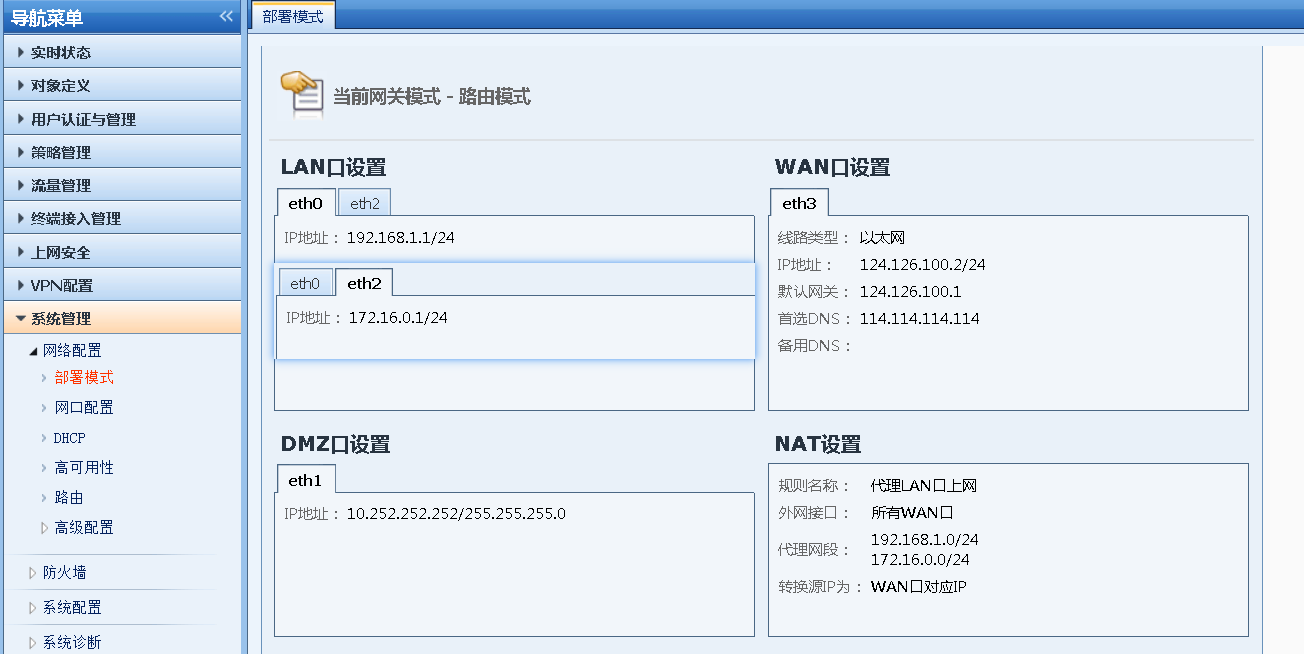 导航菜单
实时状态
对象定义
用户认证与管理
策略管理
流量管理
终端接入管理
上网安全
VPN配置
系统管理
网络配置
部署模式
网口配置
DHCP
高可用性
路由
高级配置
防火墙
系统配置
系统诊断
部署模式
当前网关模式 - 路由模式
LAN口设置
eth0 eth2
IP地址： 192.168.1.1/24
eth0 eth2
IP地址： 172.16.0.1/24
WAN口设置
eth3
线路类型： 以太网
IP地址： 124.126.100.2/24
默认网关： 124.126.100.1
首选DNS： 114.114.114.114
备用DNS：
DMZ口设置
eth1
IP地址： 10.252.252.252/255.255.255.0
NAT设置
规则名称： 代理LAN口上网
外网接口： 所有WAN口
代理网段： 192.168.1.0/24
172.16.0.0/24
转换源IP为： WAN口对应IP